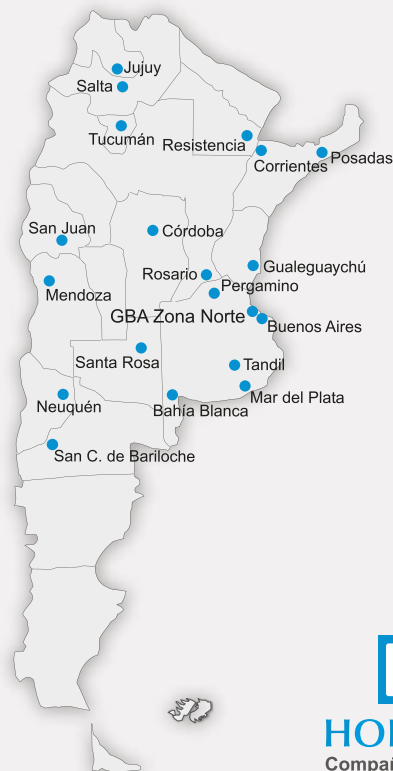 Jujuy
Salta
Tucumán
Resistencia
Corrientes
Posadas
San Juan
Córdoba
Rosario
Gualeguaychú
Mendoza
Pergamino
GBA Zona Norte
Buenos Aires
Santa Rosa
Tandil
Neuquén
Mar del Plata
Bahía Blanca
San C. de Bariloche